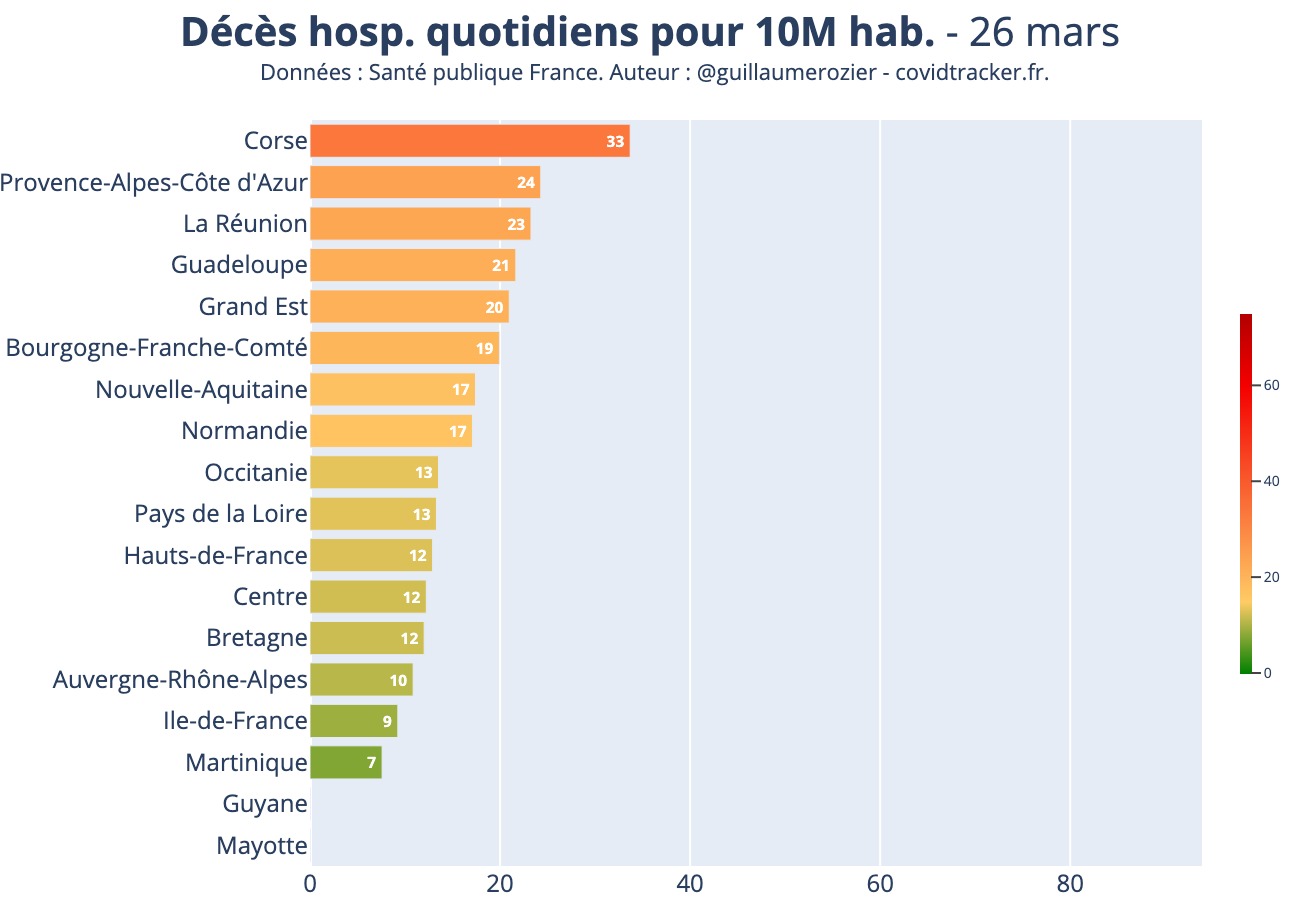 Décès hosp. quotidiens pour 10M hab. - 26 mars
Données : Santé publique France. Auteur : @guillaumerozier - covidtracker.fr.
Corse 33
Provence-Alpes-Côte d'Azur 24
La Réunion 23
Guadeloupe 21
Grand Est 20
Bourgogne-Franche-Comté 19
Nouvelle-Aquitaine 17
Normandie 17
Occitanie 13
Pays de la Loire 13
Hauts-de-France 12
Centre 12
Bretagne 12
Auvergne-Rhône-Alpes 10
Ile-de-France 9
Martinique 7
Guyane
Mayotte
0 20 40 60 80
60
40
20
0